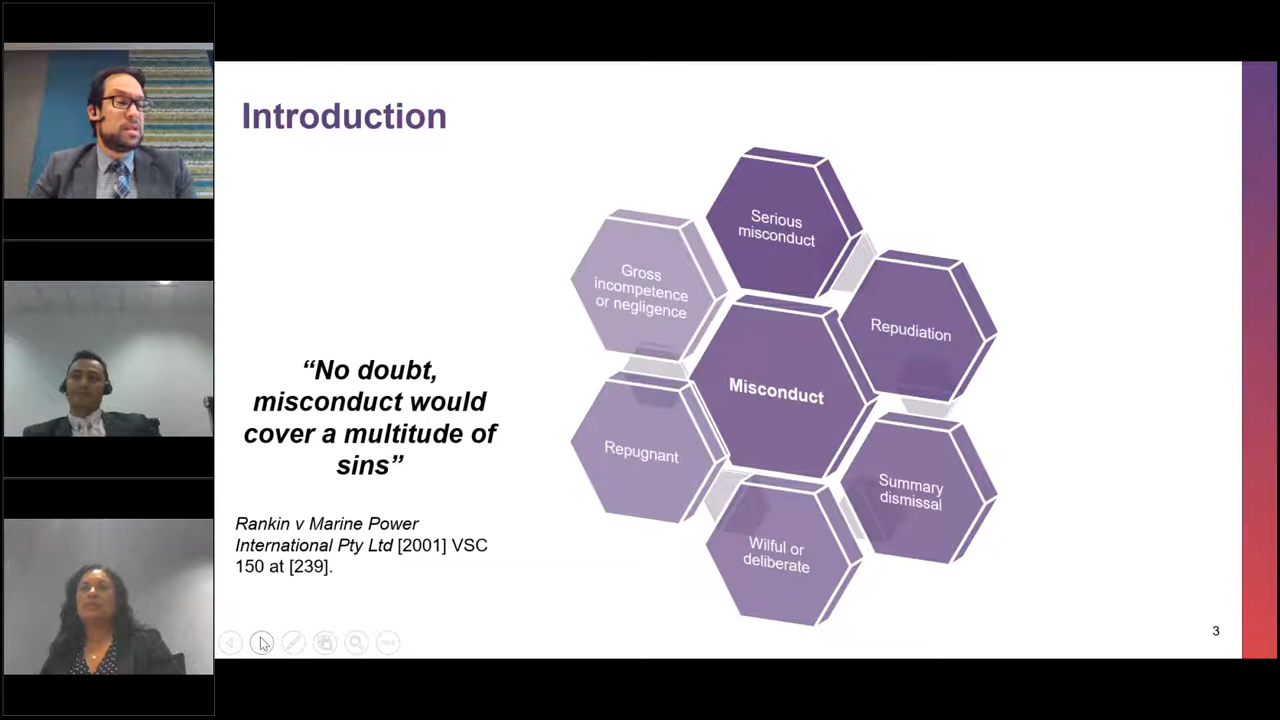 Introduction
“No doubt,
misconduct would
cover a multitude of
sins”
Rankin v Marine Power
International Pty Ltd [2001] VSC
150 at [239].
Serious
misconduct
Gross
incompetence
or negligence
Repudiation
Misconduct
Repugnant
Summary
dismissal
Wilful or
deliberate
3